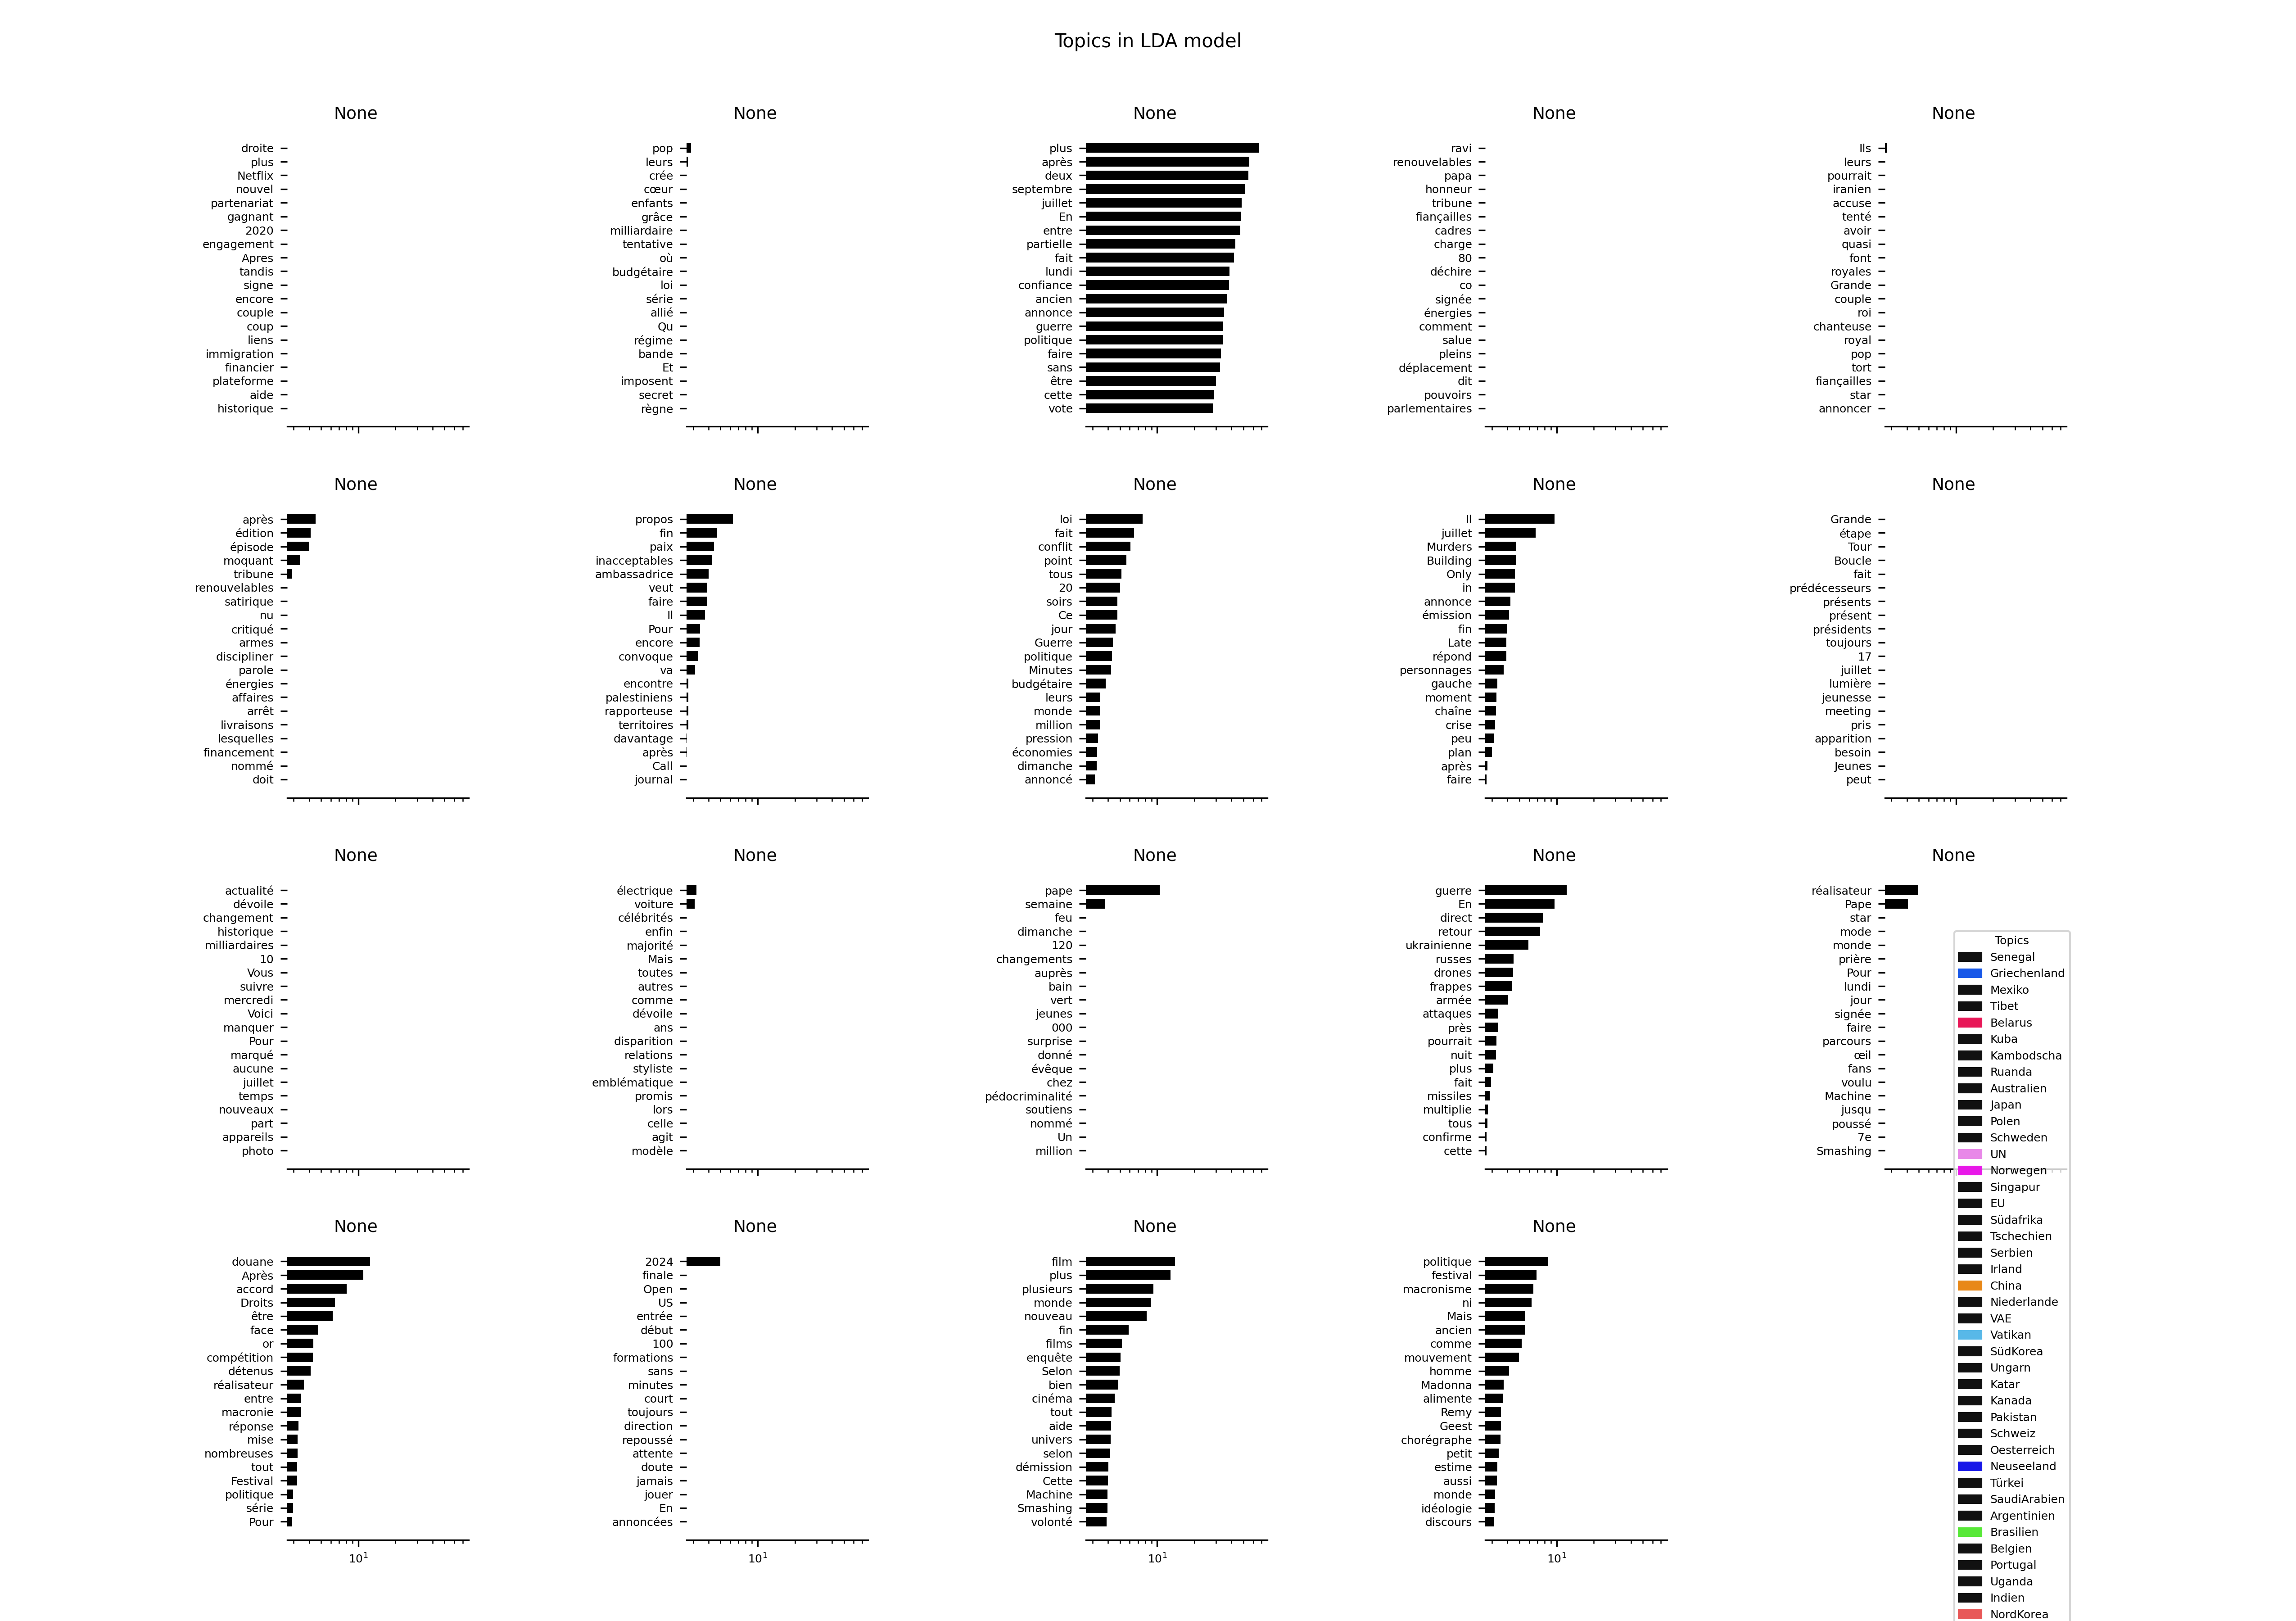 Topics in LDA model
None
droite
plus
Netflix
nouvel
partenariat
gagnant
2020
engagement
Apres
tandis
signe
encore
couple
coup
liens
immigration
financier
plateforme
aide
historique
None
pop
leurs
crée
cœur
enfants
grâce
milliardaire
tentative
où
budgétaire
loi
série
allié
Qu
régime
bande
Et
imposent
secret
règne
None
plus
après
deux
septembre
juillet
En
entre
partielle
fait
lundi
confiance
ancien
annonce
guerre
politique
faire
sans
être
cette
vote
None
ravi
renouvelables
papa
honneur
tribune
fiançailles
cadres
charge
80
déchire
co
signée
énergies
comment
salue
pleins
déplacement
dit
pouvoirs
parlementaires
None
Ils
leurs
pourrait
iranien
accuse
tenté
avoir
quasi
font
royales
Grande
couple
roi
chanteuse
royal
pop
tort
fiançailles
star
annoncer
None
après
édition
épisode
moquant
tribune
renouvelables
satirique
nu
critiqué
armes
discipliner
parole
énergies
affaires
arrêt
livraisons
lesquelles
financement
nommé
doit
None
propos
fin
paix
inacceptables
ambassadrice
veut
faire
Il
Pour
encore
convoque
va
encontre
palestiniens
rapporteuse
territoires
davantage
après
Call
journal
None
loi
fait
conflit
point
tous
20
soirs
Ce
jour
Guerre
politique
Minutes
budgétaire
leurs
monde
million
pression
économies
dimanche
annoncé
None
Il
juillet
Murders
Building
Only
in
annonce
émission
fin
Late
répond
personnages
gauche
moment
chaîne
crise
peu
plan
après
faire
None
Grande
étape
Tour
Boucle
fait
prédécesseurs
présents
présent
présidents
toujours
17
juillet
lumière
jeunesse
meeting
pris
apparition
besoin
Jeunes
peut
None
actualité
dévoile
changement
historique
milliardaires
10
Vous
suivre
mercredi
Voici
manquer
Pour
marqué
aucune
juillet
temps
nouveaux
part
appareils
photo
None
électrique
voiture
célébrités
enfin
majorité
Mais
toutes
autres
comme
dévoile
ans
disparition
relations
styliste
emblématique
promis
lors
celle
agit
modèle
None
pape
semaine
feu
dimanche
120
changements
auprès
bain
vert
jeunes
000
surprise
donné
évêque
chez
pédocriminalité
soutiens
nommé
Un
million
None
guerre
En
direct
retour
ukrainienne
russes
drones
frappes
armée
attaques
près
pourrait
nuit
plus
fait
missiles
multiplie
tous
confirme
cette
None
réalisateur
Pape
star
mode
monde
prière
Pour
lundi
jour
signée
faire
parcours
œil
fans
voulu
Machine
jusqu
poussé
7e
Smashing
None
douane
Après
accord
Droits
être
face
or
compétition
détenus
réalisateur
entre
macronie
réponse
mise
nombreuses
tout
Festival
politique
série
Pour
10¹
None
2024
finale
Open
US
entrée
début
100
formations
sans
minutes
court
toujours
direction
repoussé
attente
doute
jamais
jouer
En
annoncées
10¹
None
film
plus
plusieurs
monde
nouveau
fin
films
enquête
Selon
bien
cinéma
tout
aide
univers
selon
démission
Cette
Machine
Smashing
volonté
10¹
None
politique
festival
macronisme
ni
Mais
ancien
comme
mouvement
homme
Madonna
alimente
Remy
Geest
chorégraphe
petit
estime
aussi
monde
idéologie
discours
10¹
Topics
Senegal
Griechenland
Mexiko
Tibet
Belarus
Kuba
Kambodscha
Ruanda
Australien
Japan
Polen
Schweden
UN
Norwegen
Singapur
EU
Südafrika
Tschechien
Serbien
Irland
China
Niederlande
VAE
Vatikan
SüdKorea
Ungarn
Katar
Kanada
Pakistan
Schweiz
Oesterreich
Neuseeland
Türkei
SaudiArabien
Argentinien
Brasilien
Belgien
Portugal
Uganda
Indien
NordKorea